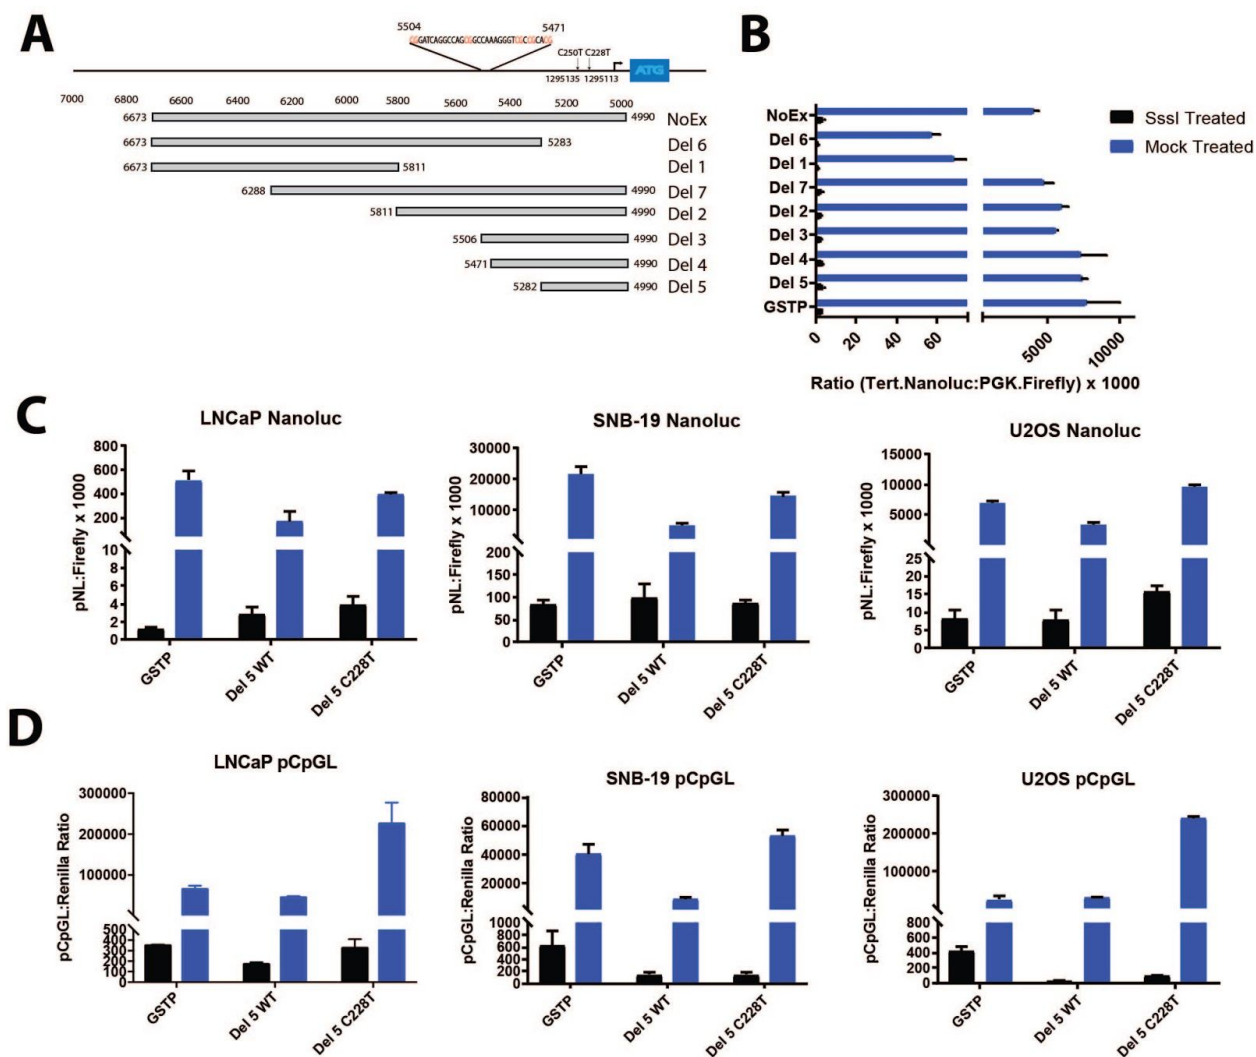 A
5504 5471
CGGATCAGGCCAGCGGCCAAAGGGTCGCCGCACG
C250T C228T
ATG
1295135 1295113
7000 6800 6600 6400 6200 6000 5800 5600 5400 5200 5000
6673 4990 NoEx
6673 5283 Del 6
6673 5811 Del 1
6288 4990 Del 7
5811 4990 Del 2
5506 4990 Del 3
5471 4990 Del 4
5282 4990 Del 5
B
NoEx
Del 6
Del 1
Del 7
Del 2
Del 3
Del 4
Del 5
GSTP
0 20 40 60 5000 10000
Ratio (Tert.Nanoluc:PGK.Firefly) x 1000
SssI Treated
Mock Treated
C
LNCaP Nanoluc
pNL:Firefly x 1000
800
600
400
200
10
8
6
4
2
0
GSTP
Del 5 WT
Del 5 C228T
SNB-19 Nanoluc
pNL:Firefly x 1000
30000
20000
10000
200
150
100
50
0
GSTP
Del 5 WT
Del 5 C228T
U2OS Nanoluc
pNL:Firefly x 1000
15000
10000
5000
25
20
15
10
5
0
GSTP
Del 5 WT
Del 5 C228T
D
LNCaP pCpGL
pCpGL:Renilla Ratio
300000
200000
100000
500
400
300
200
100
0
GSTP
Del 5 WT
Del 5 C228T
SNB-19 pCpGL
pCpGL:Renilla Ratio
80000
60000
40000
20000
1000
800
600
400
200
0
GSTP
Del 5 WT
Del 5 C228T
U2OS pCpGL
pCpGL:Renilla Ratio
300000
200000
100000
800
600
400
200
0
GSTP
Del 5 WT
Del 5 C228T